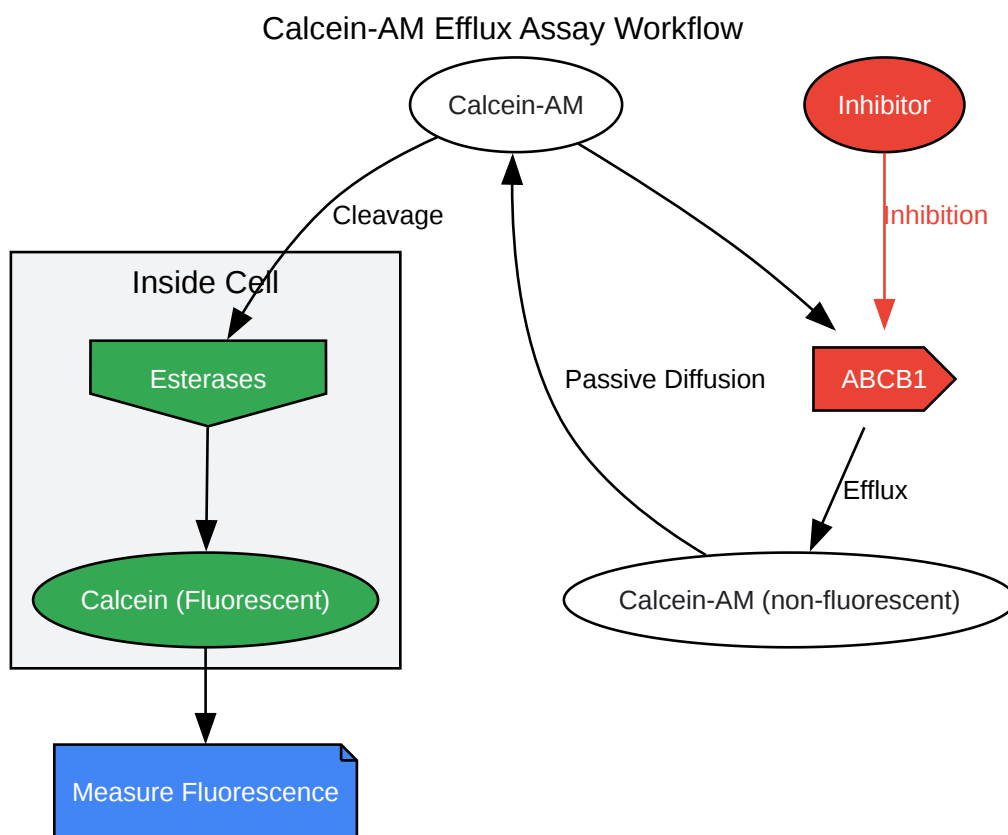 Calcein-AM Efflux Assay Workflow
Calcein-AM
Inhibitor
Cleavage
Inhibition
Inside Cell
Esterases
Passive Diffusion
ABCB1
Efflux
Calcein (Fluorescent)
Calcein-AM (non-fluorescent)
Measure Fluorescence